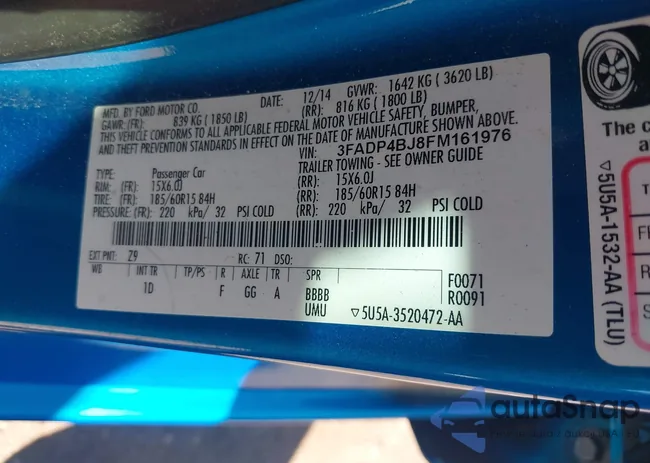 MFD. BY FORD MOTOR CO.
DATE: 12/14 GVWR: 1642 KG ( 3620 LB)
GAWR: (FR): 839 KG ( 1850 LB) (RR): 816 KG ( 1800 LB)
THIS VEHICLE CONFORMS TO ALL APPLICABLE FEDERAL MOTOR VEHICLE SAFETY, BUMPER,
AND THEFT PREVENTION STANDARDS IN EFFECT ON THE DATE OF MANUFACTURE SHOWN ABOVE.
VIN: 3FADP4BJ8FM161976
TYPE: Passenger Car TRAILER TOWING - SEE OWNER GUIDE
RIM: (FR) 15X6.0J (RR): 15X6.0J
TIRE: (FR) 185/60R15 84H (RR): 185/60R15 84H
PRESSURE: (FR) 220 kPa/ 32 PSI COLD (RR): 220 kPa/ 32 PSI COLD
EXT PNT: Z9 RC: 71 DSO:
WB INT TR TP/PS R AXLE TR SPR
1D F GG A BBBB F0071
UMU R0091
▽5U5A-3520472-AA
The c
▽5U5A-1532-AA (TLU)
autoSnap